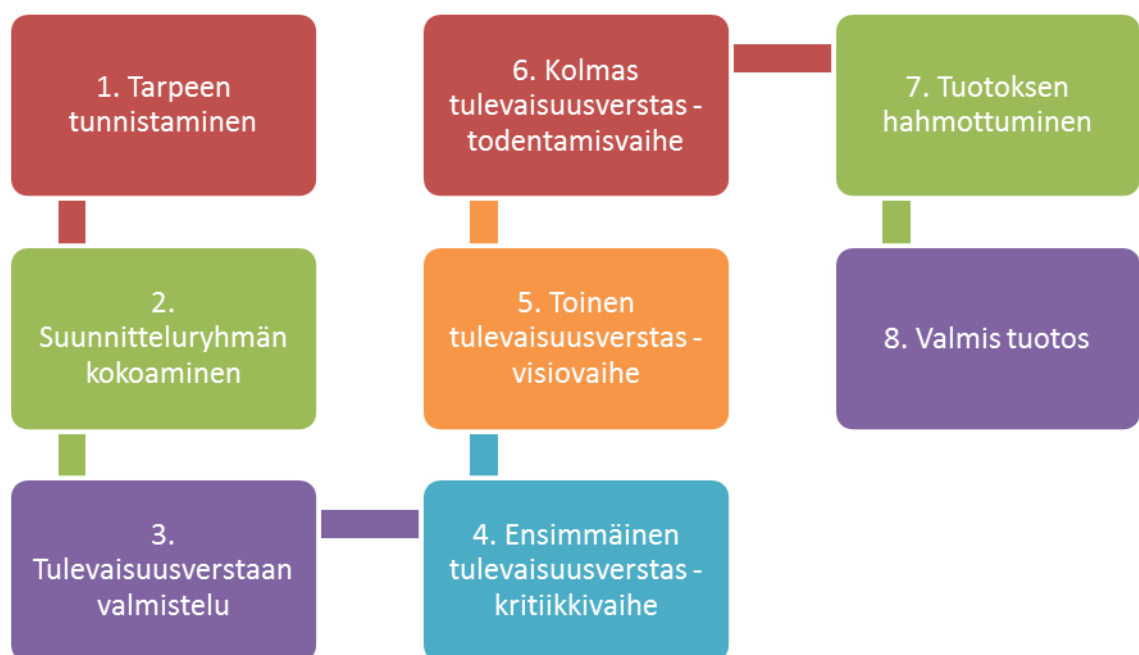 1. Tarpeen
tunnistaminen
2.
Suunnitteluryhmän
kokoaminen
3.
Tulevaisuusverstaan
valmistelu
4. Ensimmäinen
tulevaisuusverstas -
kritiikkivaihe
5. Toinen
tulevaisuusverstas -
visiovaihe
6. Kolmas
tulevaisuusverstas -
todentamisvaihe
7. Tuotoksen
hahmottuminen
8. Valmis tuotos